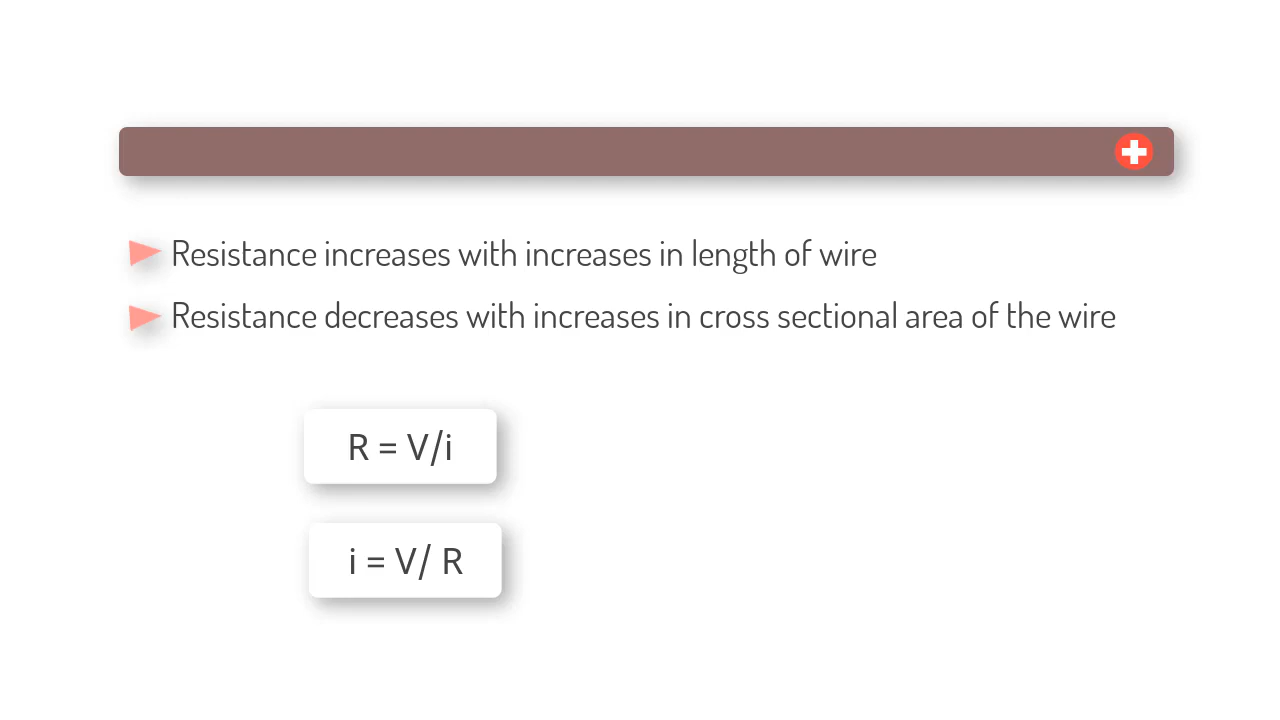 Resistance increases with increases in length of wire
Resistance decreases with increases in cross sectional area of the wire
R = V/i
i = V/ R